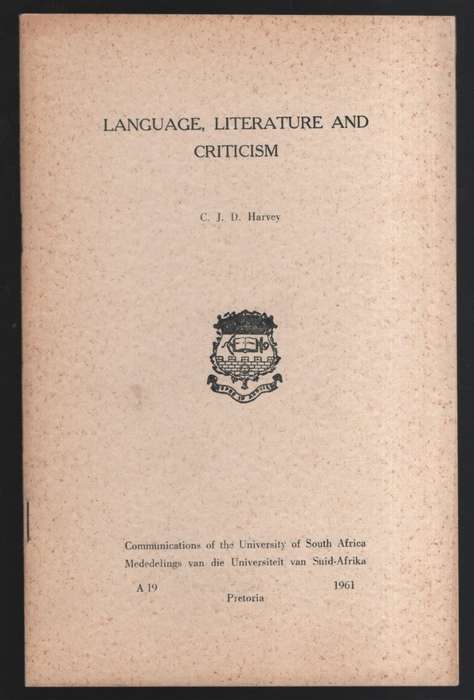 LANGUAGE, LITERATURE AND
CRITICISM
C. J. D. Harvey
Communications of the University of South Africa
Mededelings van die Universiteit van Suid-Afrika
A 19
1961
Pretoria